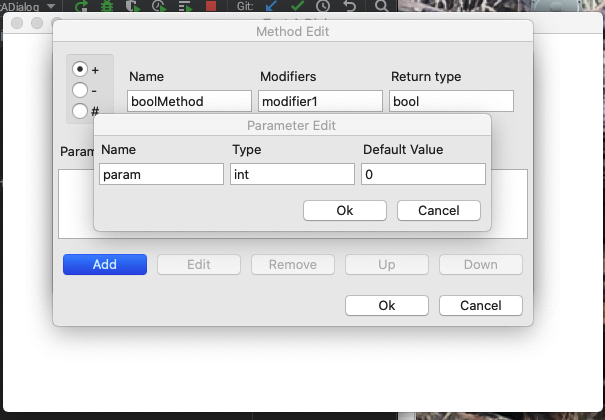 ADialog
Git:
Method Edit
+
-
#
Name Modifiers Return type
boolMethod modifier1 bool
Parameter Edit
Name Type Default Value
param int 0
Ok Cancel
Add Edit Remove Up Down
Ok Cancel